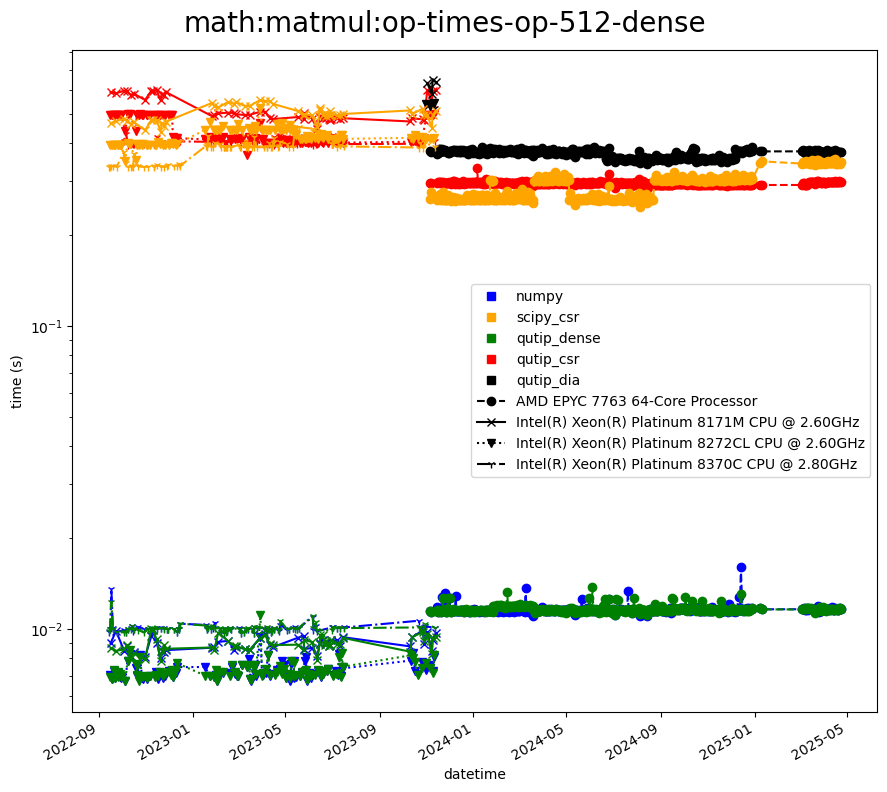 math:matmul:op-times-op-512-dense
time (s)
10⁻¹
10⁻²
numpy
scipy_csr
qutip_dense
qutip_csr
qutip_dia
AMD EPYC 7763 64-Core Processor
Intel(R) Xeon(R) Platinum 8171M CPU @ 2.60GHz
Intel(R) Xeon(R) Platinum 8272CL CPU @ 2.60GHz
Intel(R) Xeon(R) Platinum 8370C CPU @ 2.80GHz
2022-09
2023-01
2023-05
2023-09
2024-01
2024-05
2024-09
2025-01
2025-05
datetime